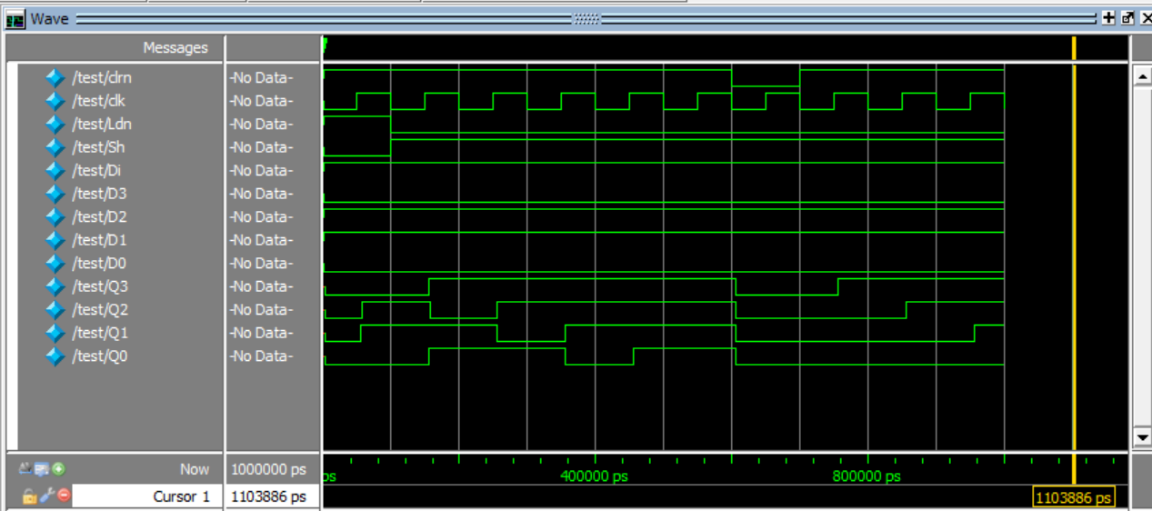 Wave
Messages
/test/clrn -No Data-
/test/clk -No Data-
/test/Ldn -No Data-
/test/Sh -No Data-
/test/Di -No Data-
/test/D3 -No Data-
/test/D2 -No Data-
/test/D1 -No Data-
/test/D0 -No Data-
/test/Q3 -No Data-
/test/Q2 -No Data-
/test/Q1 -No Data-
/test/Q0 -No Data-
Now 1000000 ps ps 400000 ps 800000 ps
Cursor 1 1103886 ps 1103886 ps